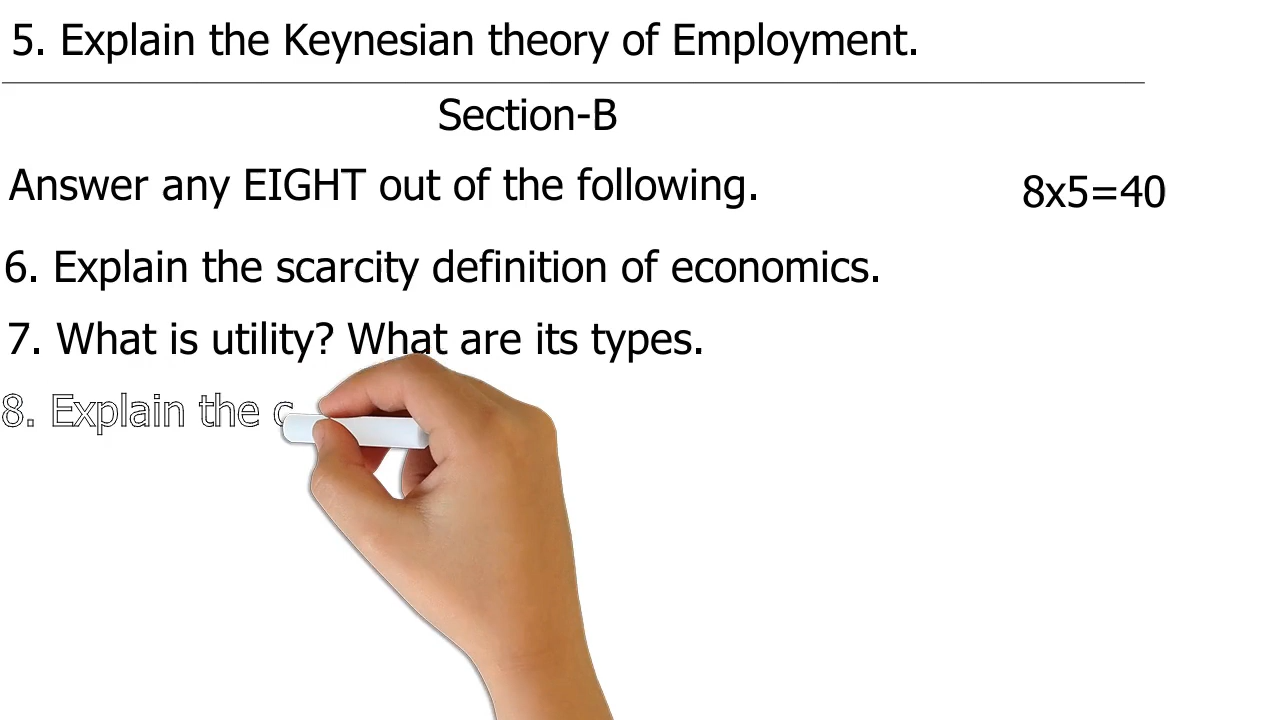 5. Explain the Keynesian theory of Employment.
Section-B
Answer any EIGHT out of the following. 8x5=40
6. Explain the scarcity definition of economics.
7. What is utility? What are its types.
8. Explain the c